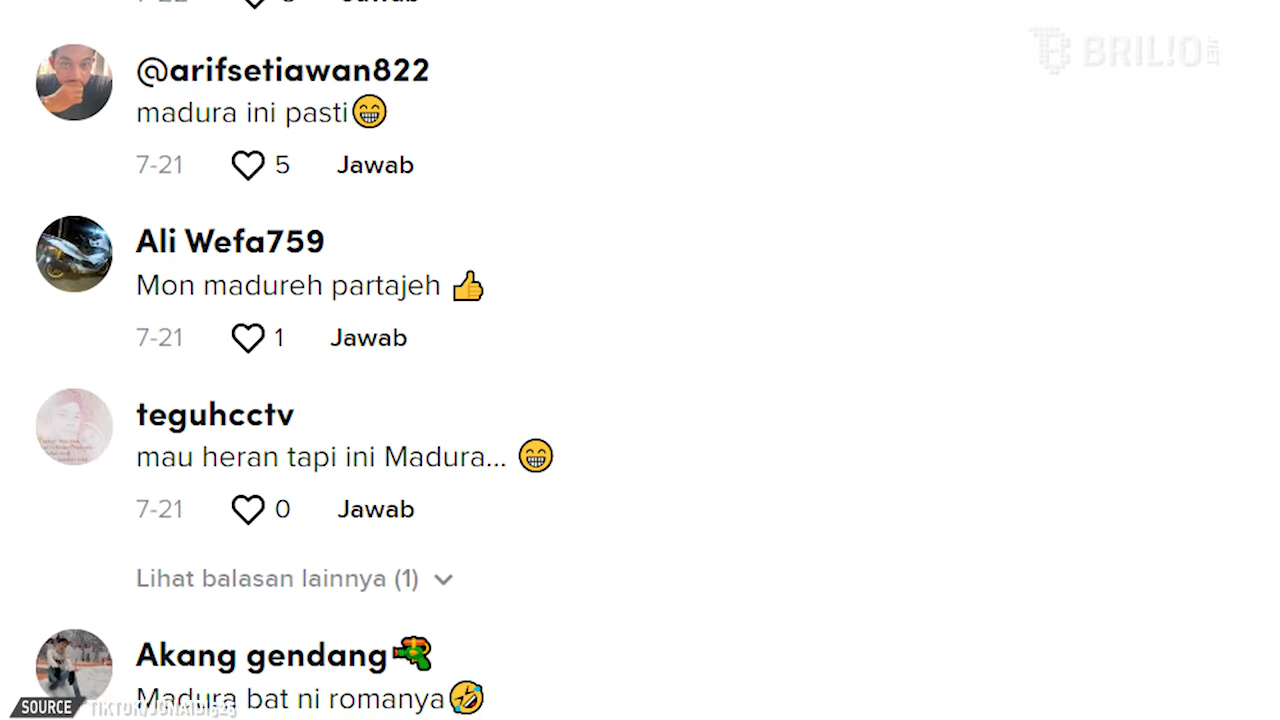 @arifsetiawan822
madura ini pasti😁
7-21 5 Jawab
Ali Wefa759
Mon madureh partajeh 👍
7-21 1 Jawab
teguhcctv
mau heran tapi ini Madura... 😁
7-21 0 Jawab
Lihat balasan lainnya (1)
Akang gendang🔫
Madura bat ni romanya🤣
SOURCE
BRIL!O.NET